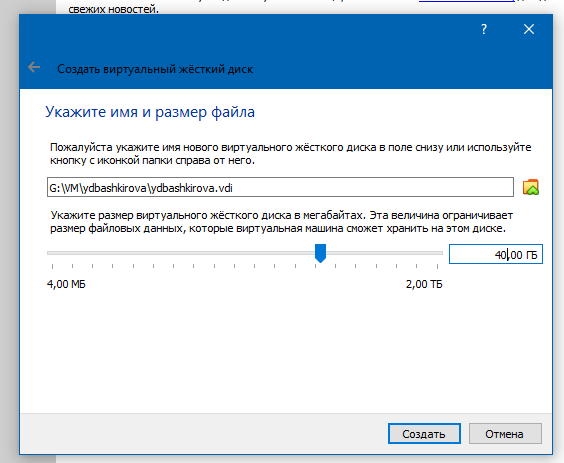 свежих новостей.
?
Создать виртуальный жёсткий диск
Укажите имя и размер файла
Пожалуйста укажите имя нового виртуального жёсткого диска в поле снизу или используйте
кнопку с иконкой папки справа от него.
G:\VM\ydbashkirova\ydbashkirova.vdi
Укажите размер виртуального жёсткого диска в мегабайтах. Эта величина ограничивает
размер файловых данных, которые виртуальная машина сможет хранить на этом диске.
40,00 ГБ
4,00 МБ 2,00 ТБ
Создать Отмена